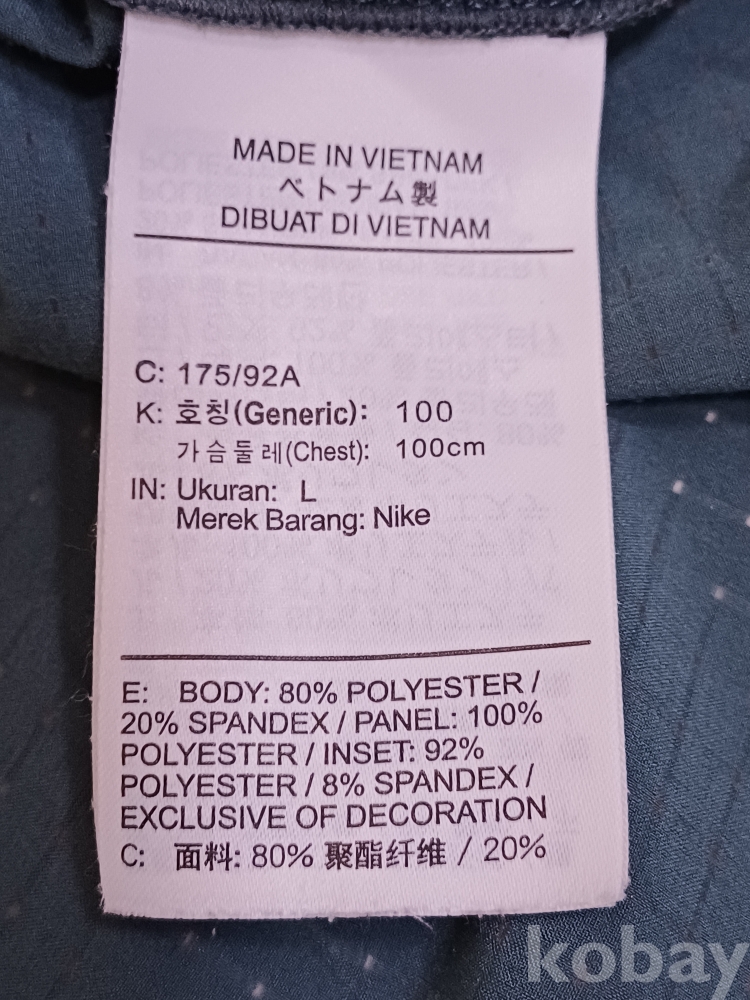 MADE IN VIETNAM
ベトナム製
DIBUAT DI VIETNAM
C: 175/92A
K: 호칭(Generic): 100
가슴둘레(Chest): 100cm
IN: Ukuran: L
Merek Barang: Nike
E: BODY: 80% POLYESTER /
20% SPANDEX / PANEL: 100%
POLYESTER / INSET: 92%
POLYESTER / 8% SPANDEX /
EXCLUSIVE OF DECORATION
C: 面料: 80% 聚酯纤维 / 20%
kobay